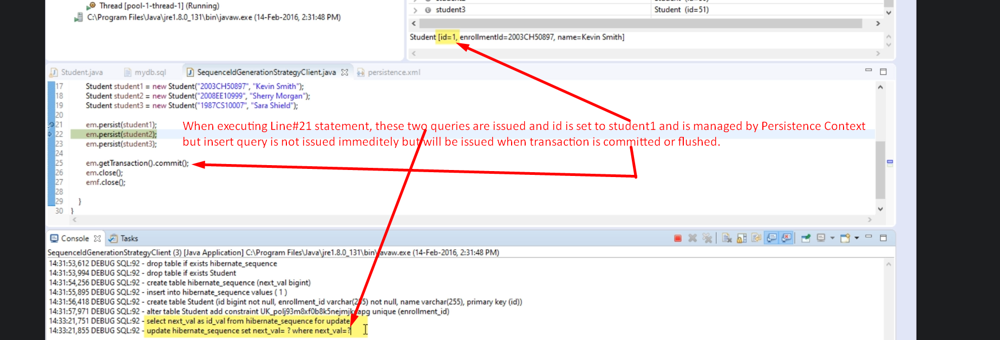 Thread [pool-1-thread-1] (Running)
C:\Program Files\Java\jre1.8.0_131\bin\javaw.exe (14-Feb-2016, 2:31:48 PM)
student3 Student (id=51)
Student [id=1, enrollmentId=2003CH50897, name=Kevin Smith]
Student.java mydb.sql SequenceIdGenerationStrategyClient.java persistence.xml
17 Student student1 = new Student("2003CH50897", "Kevin Smith");
18 Student student2 = new Student("2008EE10999", "Sherry Morgan");
19 Student student3 = new Student("1987CS10007", "Sara Shield");
20
21 em.persist(student1);
22 em.persist(student2);
23 em.persist(student3);
24
25 em.getTransaction().commit();
26 em.close();
27 emf.close();
28
29 }
30 }
When executing Line#21 statement, these two queries are issued and id is set to student1 and is managed by Persistence Context
but insert query is not issued immeditely but will be issued when transaction is committed or flushed.
Console Tasks
SequenceIdGenerationStrategyClient (3) [Java Application] C:\Program Files\Java\jre1.8.0_131\bin\javaw.exe (14-Feb-2016, 2:31:48 PM)
14:31:53,612 DEBUG SQL:92 - drop table if exists hibernate_sequence
14:31:53,994 DEBUG SQL:92 - drop table if exists Student
14:31:54,256 DEBUG SQL:92 - create table hibernate_sequence (next_val bigint)
14:31:55,895 DEBUG SQL:92 - insert into hibernate_sequence values ( 1 )
14:31:56,418 DEBUG SQL:92 - create table Student (id bigint not null, enrollment_id varchar(255) not null, name varchar(255), primary key (id))
14:31:57,971 DEBUG SQL:92 - alter table Student add constraint unique (enrollment_id)
14:33:21,751 DEBUG SQL:92 - select next_val as id_val from hibernate_sequence for update
14:33:21,855 DEBUG SQL:92 - update hibernate_sequence set next_val= ? where next_val=?